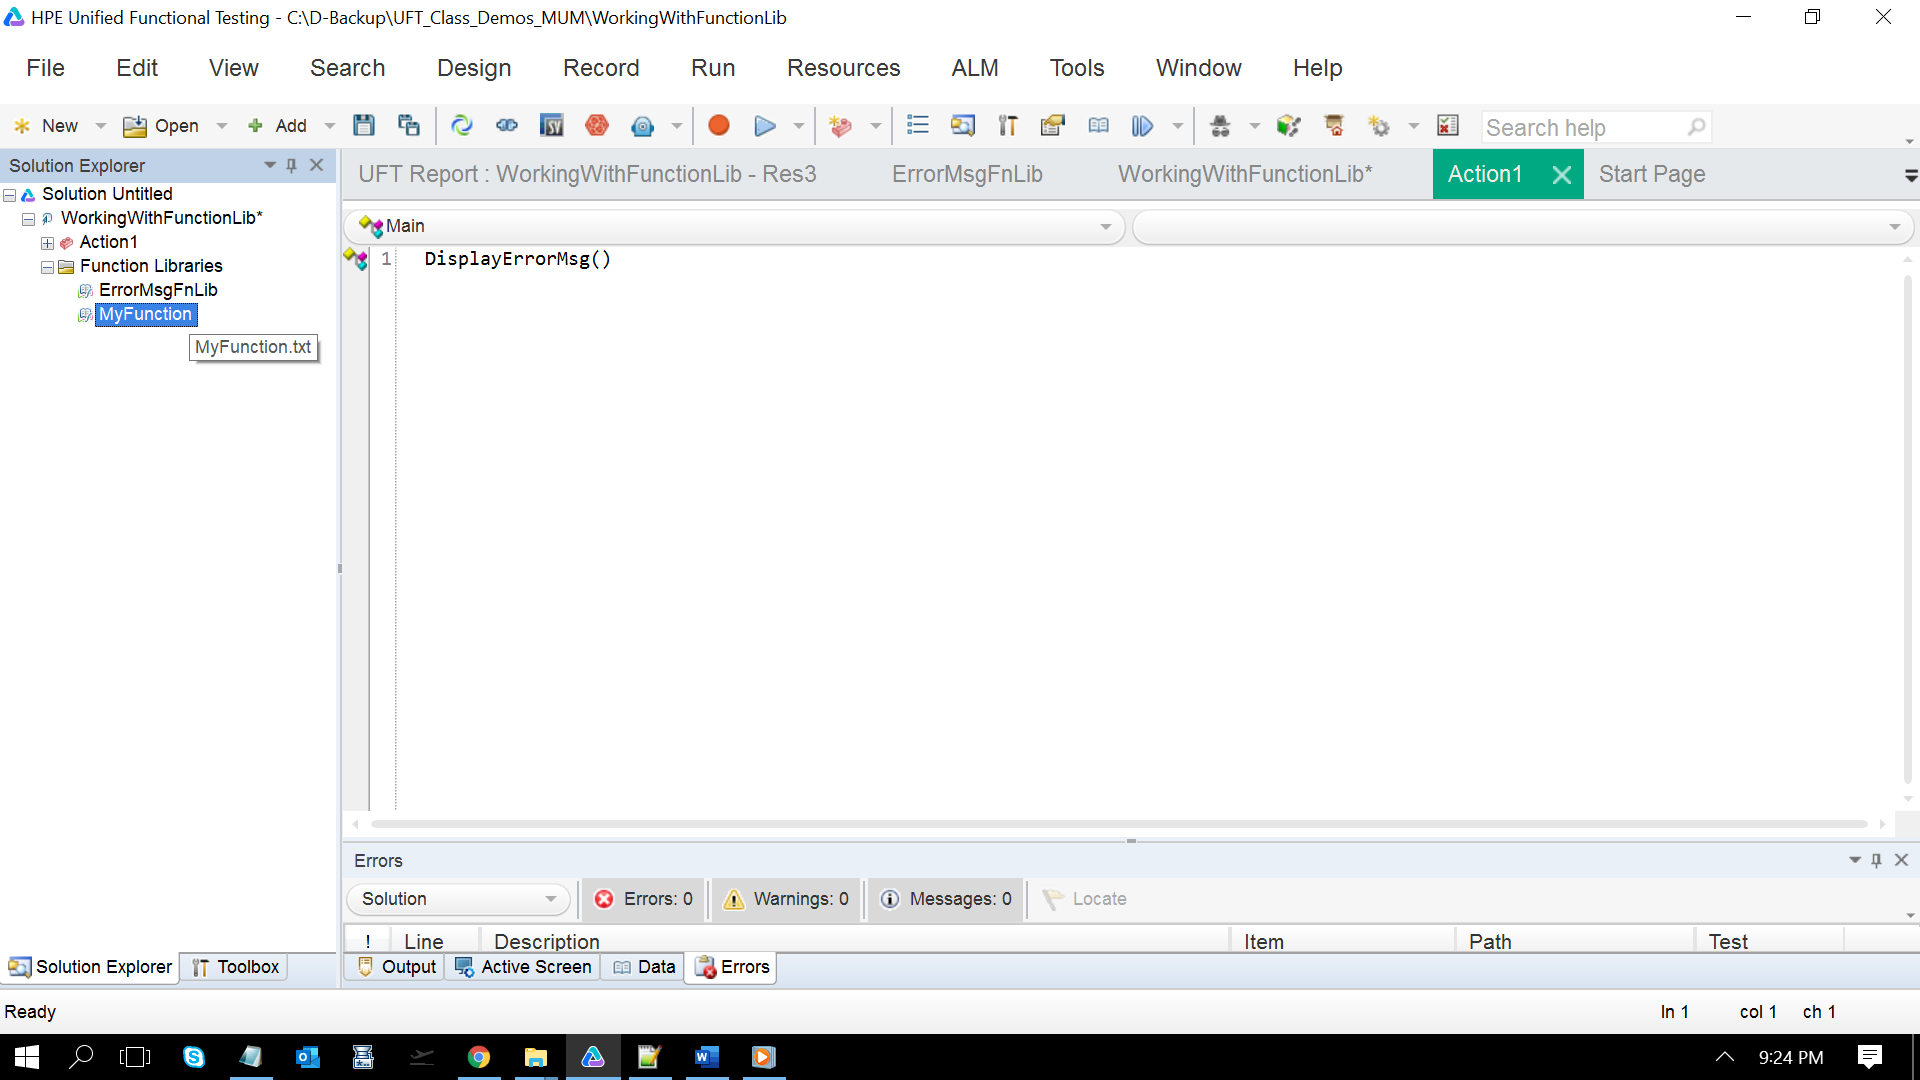 HPE Unified Functional Testing - C:\D-Backup\UFT_Class_Demos_MUM\WorkingWithFunctionLib
File Edit View Search Design Record Run Resources ALM Tools Window Help
New Open Add Search help
Solution Explorer
UFT Report : WorkingWithFunctionLib - Res3 ErrorMsgFnLib WorkingWithFunctionLib* Action1 Start Page
Solution Untitled
WorkingWithFunctionLib*
Action1
Function Libraries
ErrorMsgFnLib
MyFunction
MyFunction.txt
Main
1 DisplayErrorMsg()
Errors
Solution Errors: 0 Warnings: 0 Messages: 0 Locate
! Line Description Item Path Test
Solution Explorer Toolbox Output Active Screen Data Errors
Ready ln 1 col 1 ch 1
9:24 PM